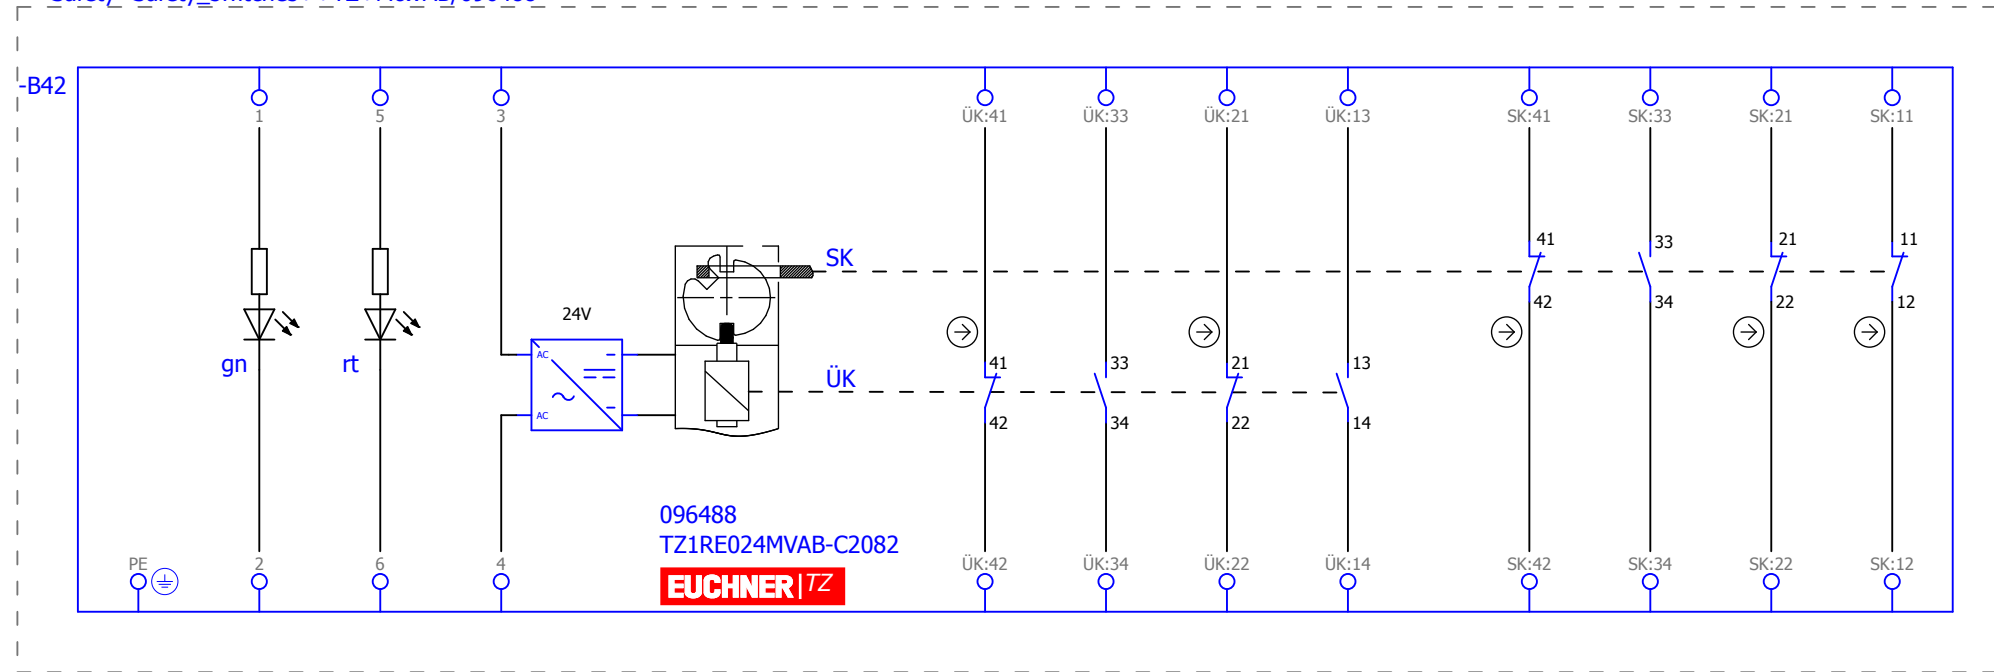 -B42
1
5
3
ÜK:41
ÜK:33
ÜK:21
ÜK:13
SK:41
SK:33
SK:21
SK:11
SK
41
33
21
11
42
34
22
12
24V
AC
AC
gn
rt
ÜK
41
33
21
13
42
34
22
14
096488
TZ1RE024MVAB-C2082
EUCHNER|TZ
PE
2
6
4
ÜK:42
ÜK:34
ÜK:22
ÜK:14
SK:42
SK:34
SK:22
SK:12